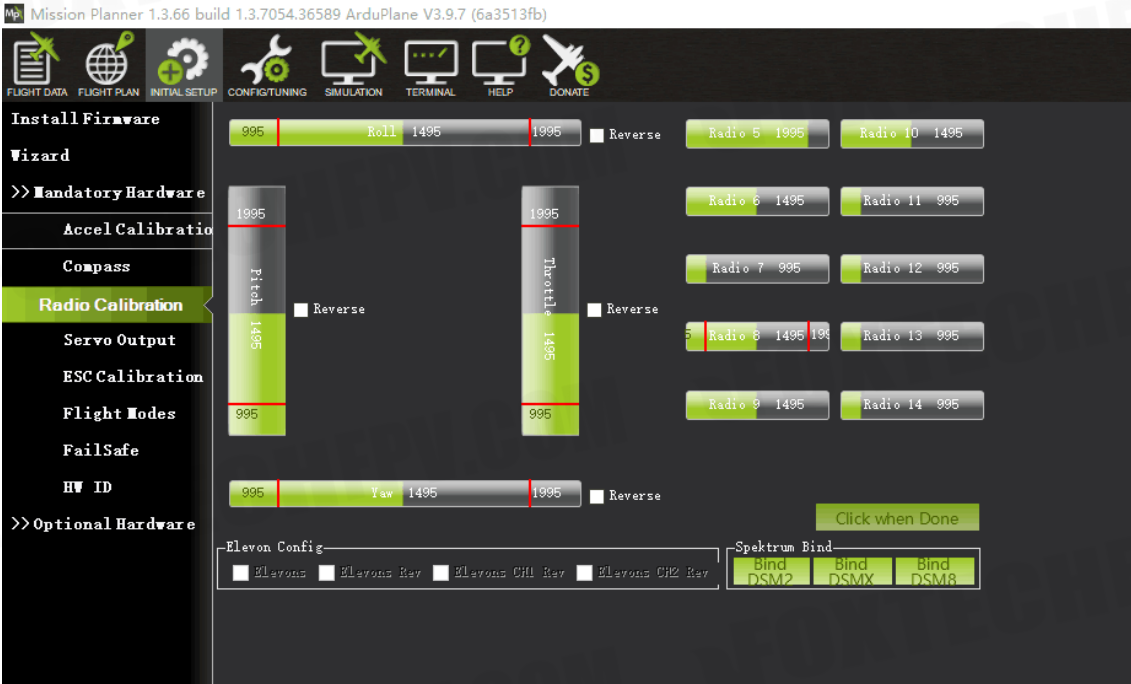 Mission Planner 1.3.66 build 1.3.7054.36589 ArduPlane V3.9.7 (6a3513fb)
FLIGHT DATA FLIGHT PLAN INITIAL SETUP CONFIG/TUNING SIMULATION TERMINAL HELP DONATE
Install Firmware
Wizard
>> Mandatory Hardware
Accel Calibratio
Compass
Radio Calibration
Servo Output
ESC Calibration
Flight Modes
FailSafe
HW ID
>> Optional Hardware
995 Roll 1495 1995 Reverse
1995
Pitch 1495
995
Reverse
1995
Throttle 1495
995
Reverse
995 Yaw 1495 1995 Reverse
Radio 5 1995 Radio 10 1495
Radio 6 1495 Radio 11 995
Radio 7 995 Radio 12 995
5 Radio 8 1495 199 Radio 13 995
Radio 9 1495 Radio 14 995
Click when Done
Elevon Config
Elevons Elevons Rev Elevons CH1 Rev Elevons CH2 Rev
Spektrum Bind
Bind DSM2
Bind DSMX
Bind DSM8
FOXTECH